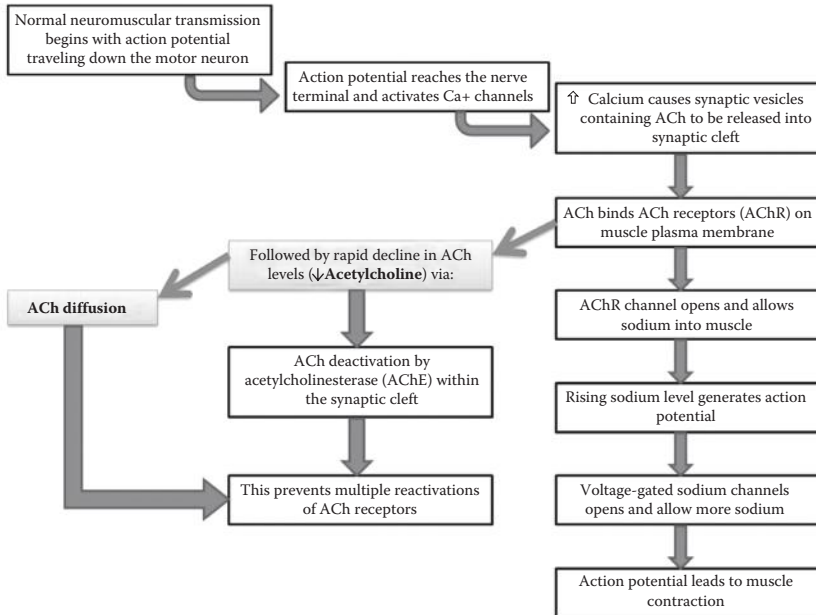 Normal neuromuscular transmission
begins with action potential
traveling down the motor neuron
Action potential reaches the nerve
terminal and activates Ca+ channels
⇧ Calcium causes synaptic vesicles
containing ACh to be released into
synaptic cleft
ACh binds ACh receptors (AChR) on
muscle plasma membrane
Followed by rapid decline in ACh
levels (↓Acetylcholine) via:
ACh diffusion
AChR channel opens and allows
sodium into muscle
ACh deactivation by
acetylcholinesterase (AChE) within
the synaptic cleft
Rising sodium level generates action
potential
This prevents multiple reactivations
of ACh receptors
Voltage-gated sodium channels
opens and allow more sodium
Action potential leads to muscle
contraction